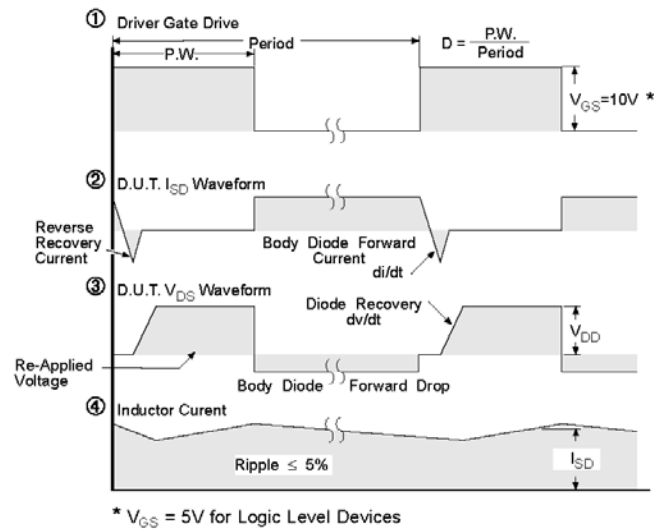 ① Driver Gate Drive
P.W.
Period
D = P.W. / Period
V_GS=10V *
② D.U.T. I_SD Waveform
Reverse
Recovery
Current
Body Diode Forward
Current
di/dt
③ D.U.T. V_DS Waveform
Diode Recovery
dv/dt
V_DD
Re-Applied
Voltage
Body Diode Forward Drop
④ Inductor Curent
Ripple ≤ 5%
I_SD
* V_GS = 5V for Logic Level Devices